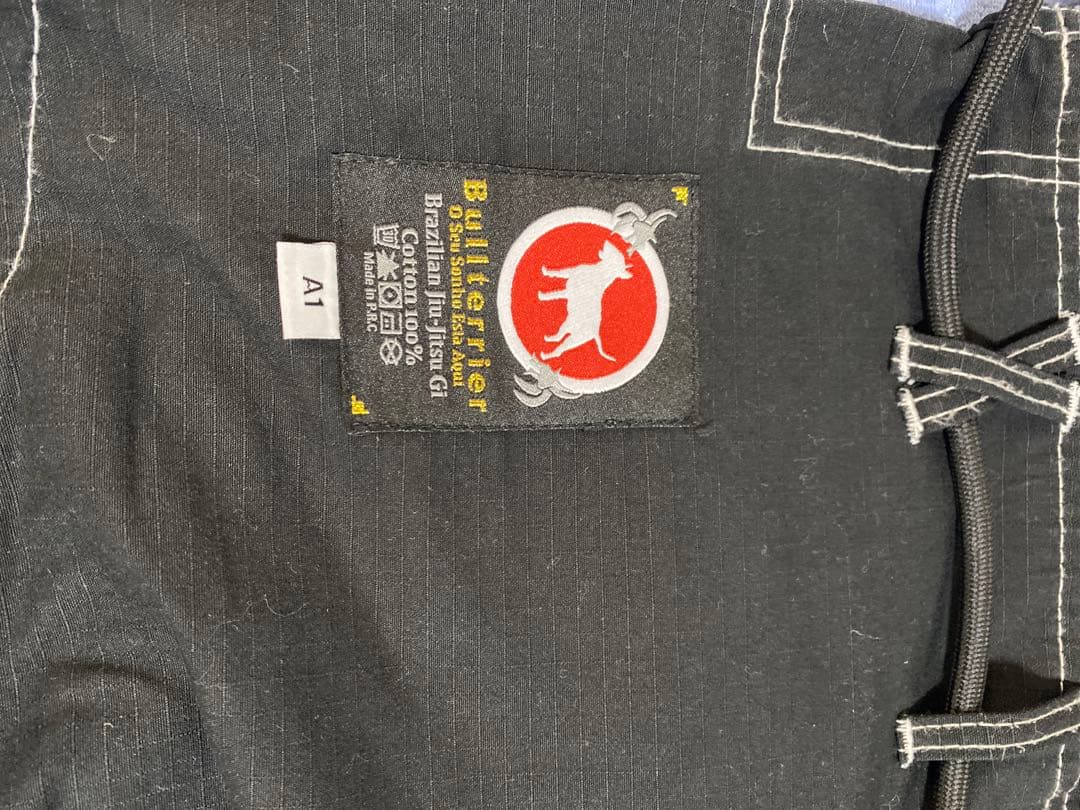 Bullterrier
O Seu Sonho Esta Aqui
Brazilian Jiu-Jitsu Gi
Cotton 100%
Made in P.R.C
A1